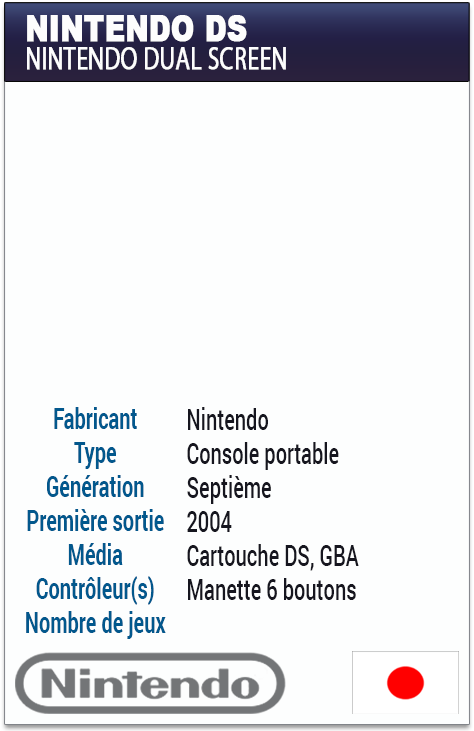 NINTENDO DS
NINTENDO DUAL SCREEN
Fabricant Nintendo
Type Console portable
Génération Septième
Première sortie 2004
Média Cartouche DS, GBA
Contrôleur(s) Manette 6 boutons
Nombre de jeux
Nintendo